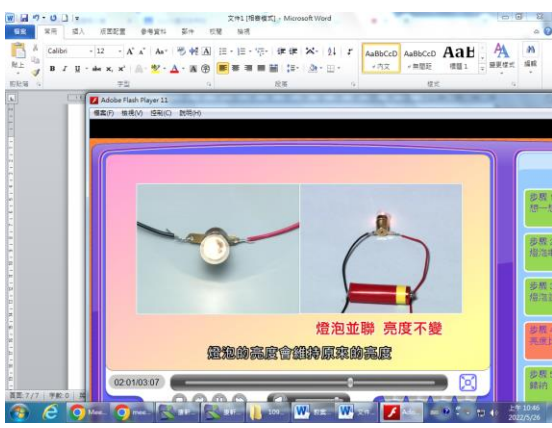 文件1 [相容模式] - Microsoft Word
檔案 常用 插入 版面配置 參考資料 郵件 校閱 檢視
Calibri 12
AaBbCcD AaBbCcD AaB
貼上 內文 無間距 標題 1 變更樣式 編輯
剪貼簿 字型 段落 樣式
Adobe Flash Player 11
檔案(F) 檢視(V) 控制(C) 說明(H)
燈泡並聯 亮度不變
燈泡的亮度會維持原來的亮度
02:01/03:07
步驟
步驟
步驟
步驟
步驟
歸納
頁面: 7/7 字數: 0
上午 10:46
2022/5/26